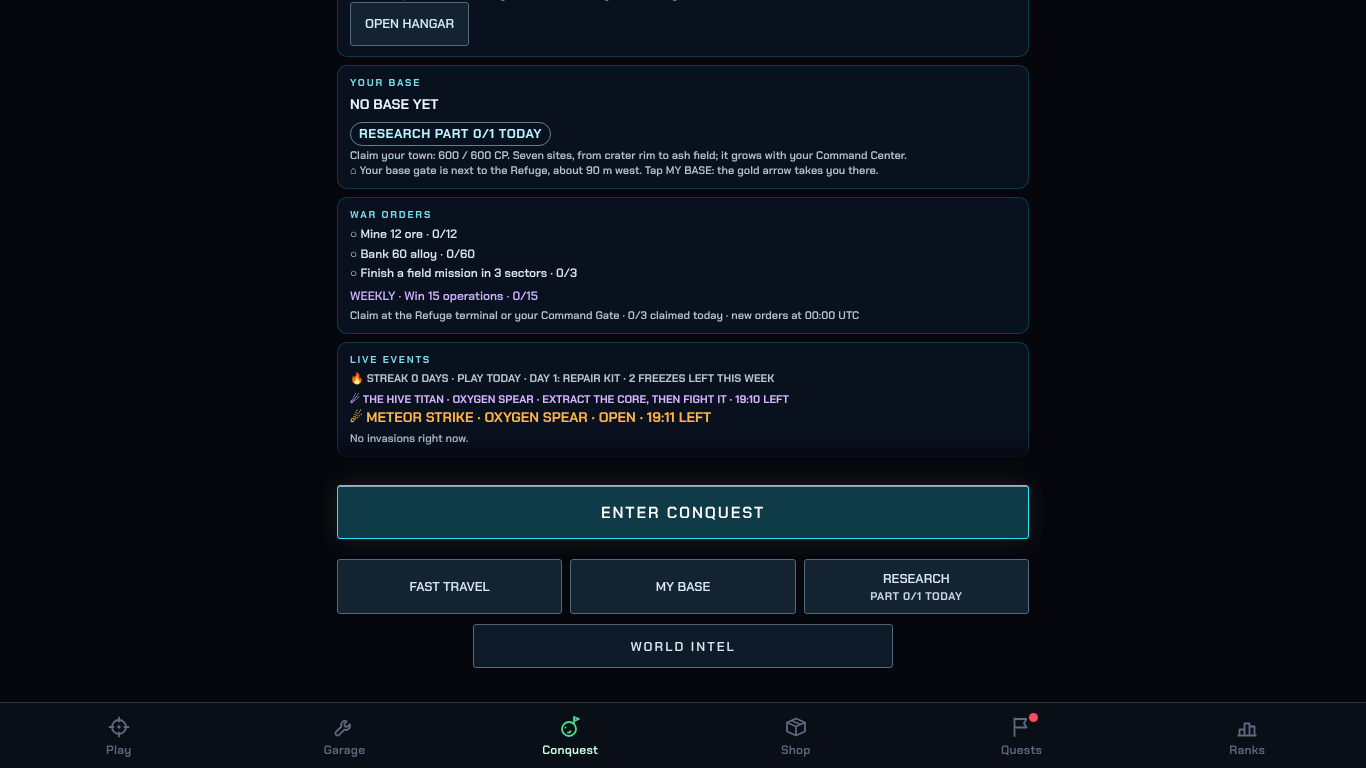 OPEN HANGAR
YOUR BASE
NO BASE YET
RESEARCH PART 0/1 TODAY
Claim your town: 600 / 600 CP. Seven sites, from crater rim to ash field; it grows with your Command Center.
⌂ Your base gate is next to the Refuge, about 90 m west. Tap MY BASE: the gold arrow takes you there.
WAR ORDERS
○ Mine 12 ore · 0/12
○ Bank 60 alloy · 0/60
○ Finish a field mission in 3 sectors · 0/3
WEEKLY · Win 15 operations · 0/15
Claim at the Refuge terminal or your Command Gate · 0/3 claimed today · new orders at 00:00 UTC
LIVE EVENTS
🔥 STREAK 0 DAYS · PLAY TODAY · DAY 1: REPAIR KIT · 2 FREEZES LEFT THIS WEEK
☄ THE HIVE TITAN · OXYGEN SPEAR · EXTRACT THE CORE, THEN FIGHT IT · 19:10 LEFT
☄ METEOR STRIKE · OXYGEN SPEAR · OPEN · 19:11 LEFT
No invasions right now.
ENTER CONQUEST
FAST TRAVEL
MY BASE
RESEARCH
PART 0/1 TODAY
WORLD INTEL
Play
Garage
Conquest
Shop
Quests
Ranks